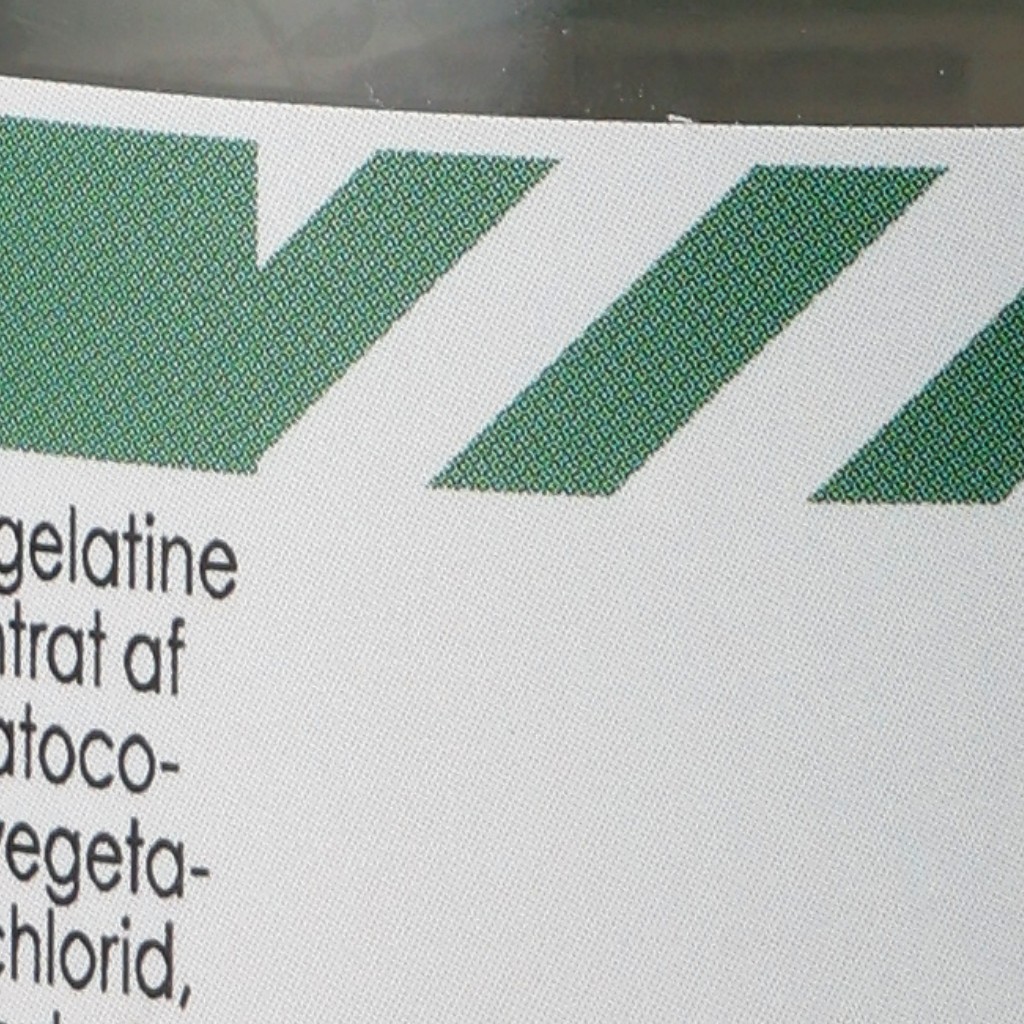 gelatine
ntrat af
atoco-
vegeta-
chlorid,